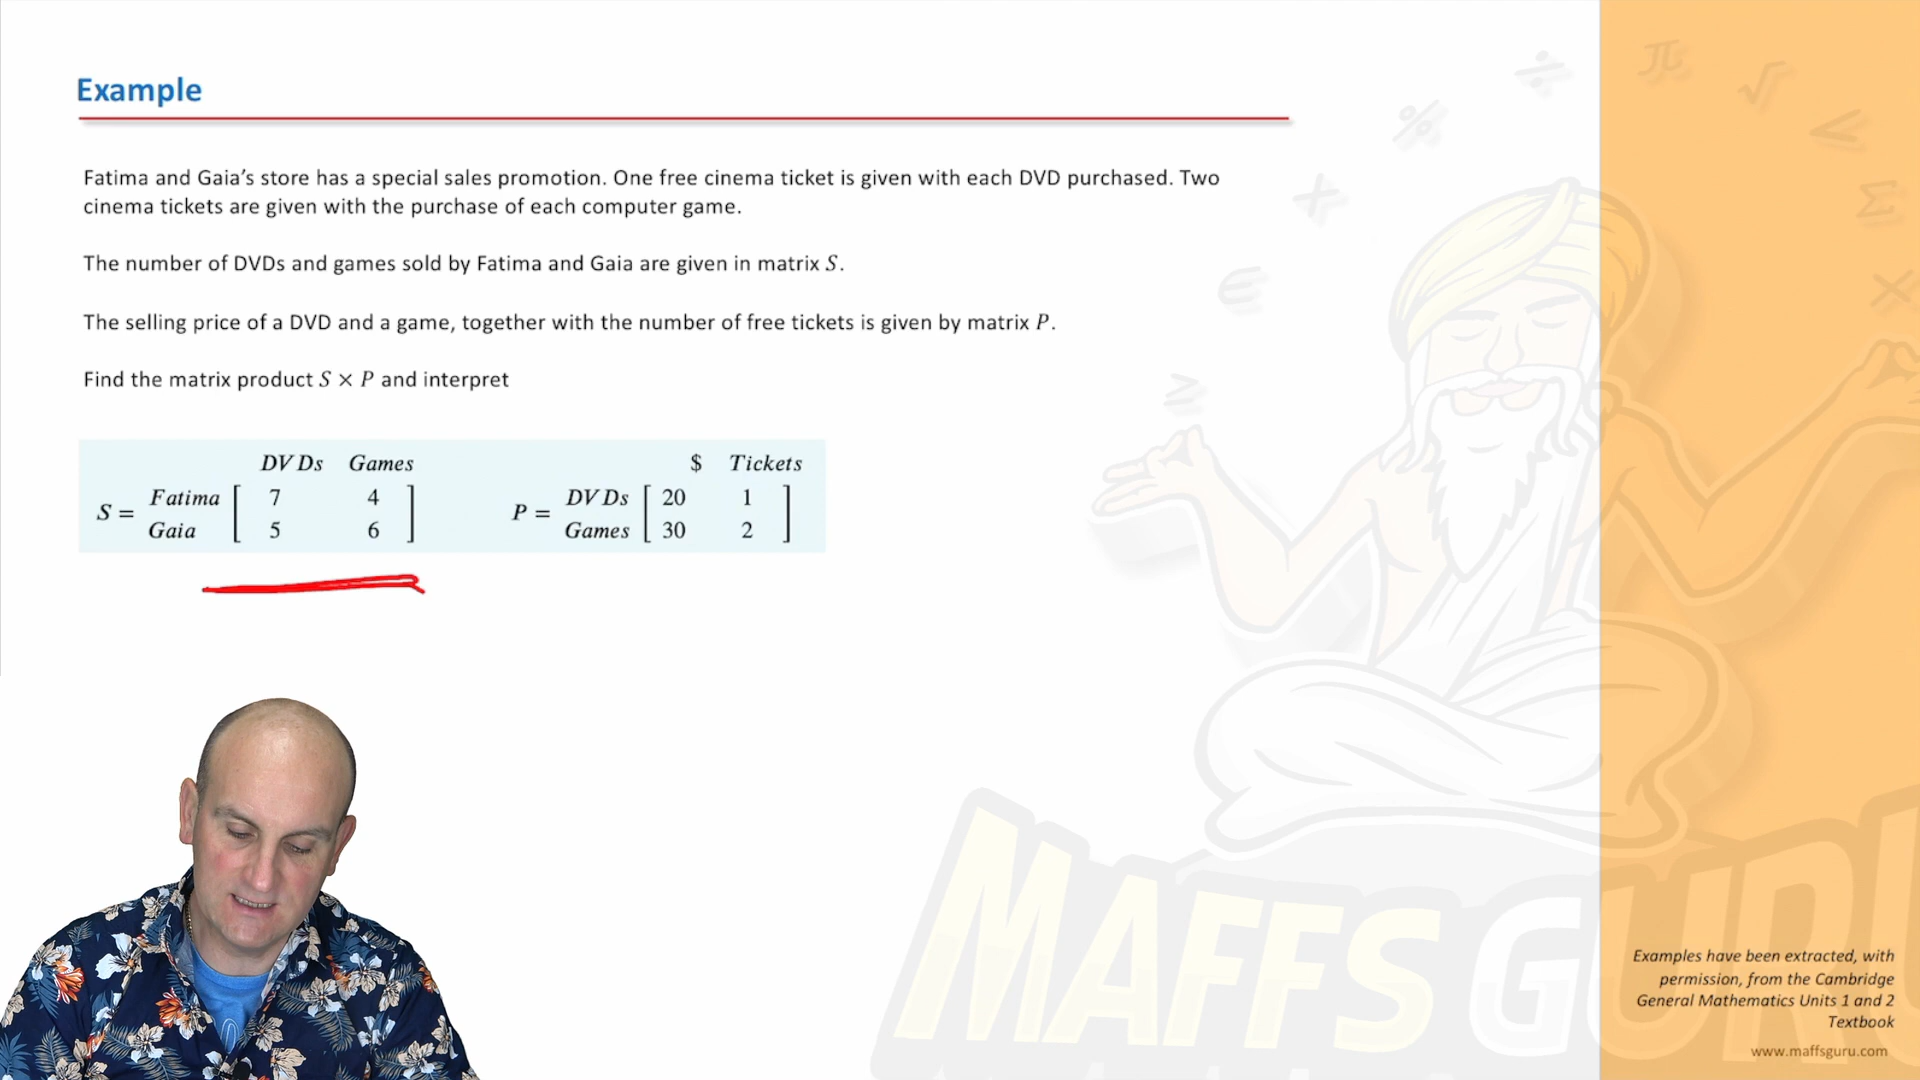 Example
Fatima and Gaia's store has a special sales promotion. One free cinema ticket is given with each DVD purchased. Two
cinema tickets are given with the purchase of each computer game.
The number of DVDs and games sold by Fatima and Gaia are given in matrix S.
The selling price of a DVD and a game, together with the number of free tickets is given by matrix P.
Find the matrix product S × P and interpret
DVDs Games
S = Fatima [ 7 4 ]
Gaia 5 6
$ Tickets
P = DVDs [ 20 1 ]
Games 30 2
MAFFS GURU
Examples have been extracted, with
permission, from the Cambridge
General Mathematics Units 1 and 2
Textbook
www.maffsguru.com